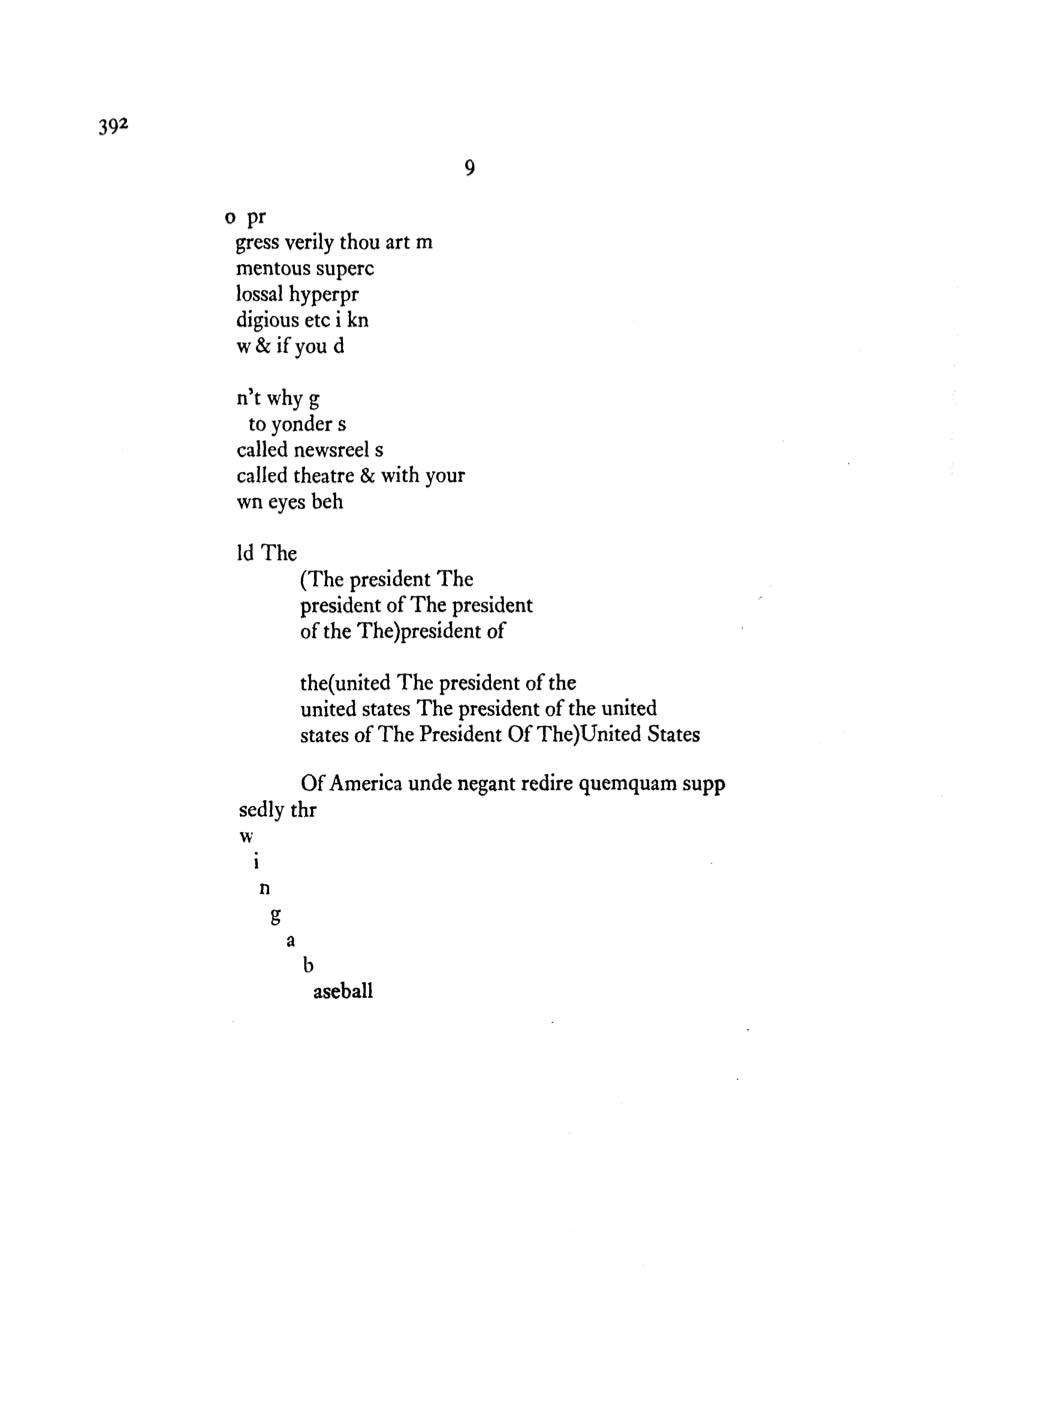 392
9
o pr
gress verily thou art m
mentous superc
lossal hyperpr
digious etc i kn
w & if you d
n't why g
to yonder s
called newsreel s
called theatre & with your
wn eyes beh
ld The
(The president The
president of The president
of the The)president of
the(united The president of the
united states The president of the united
states of The President Of The)United States
Of America unde negant redire quemquam supp
sedly thr
w
i
n
g
a
b
aseball